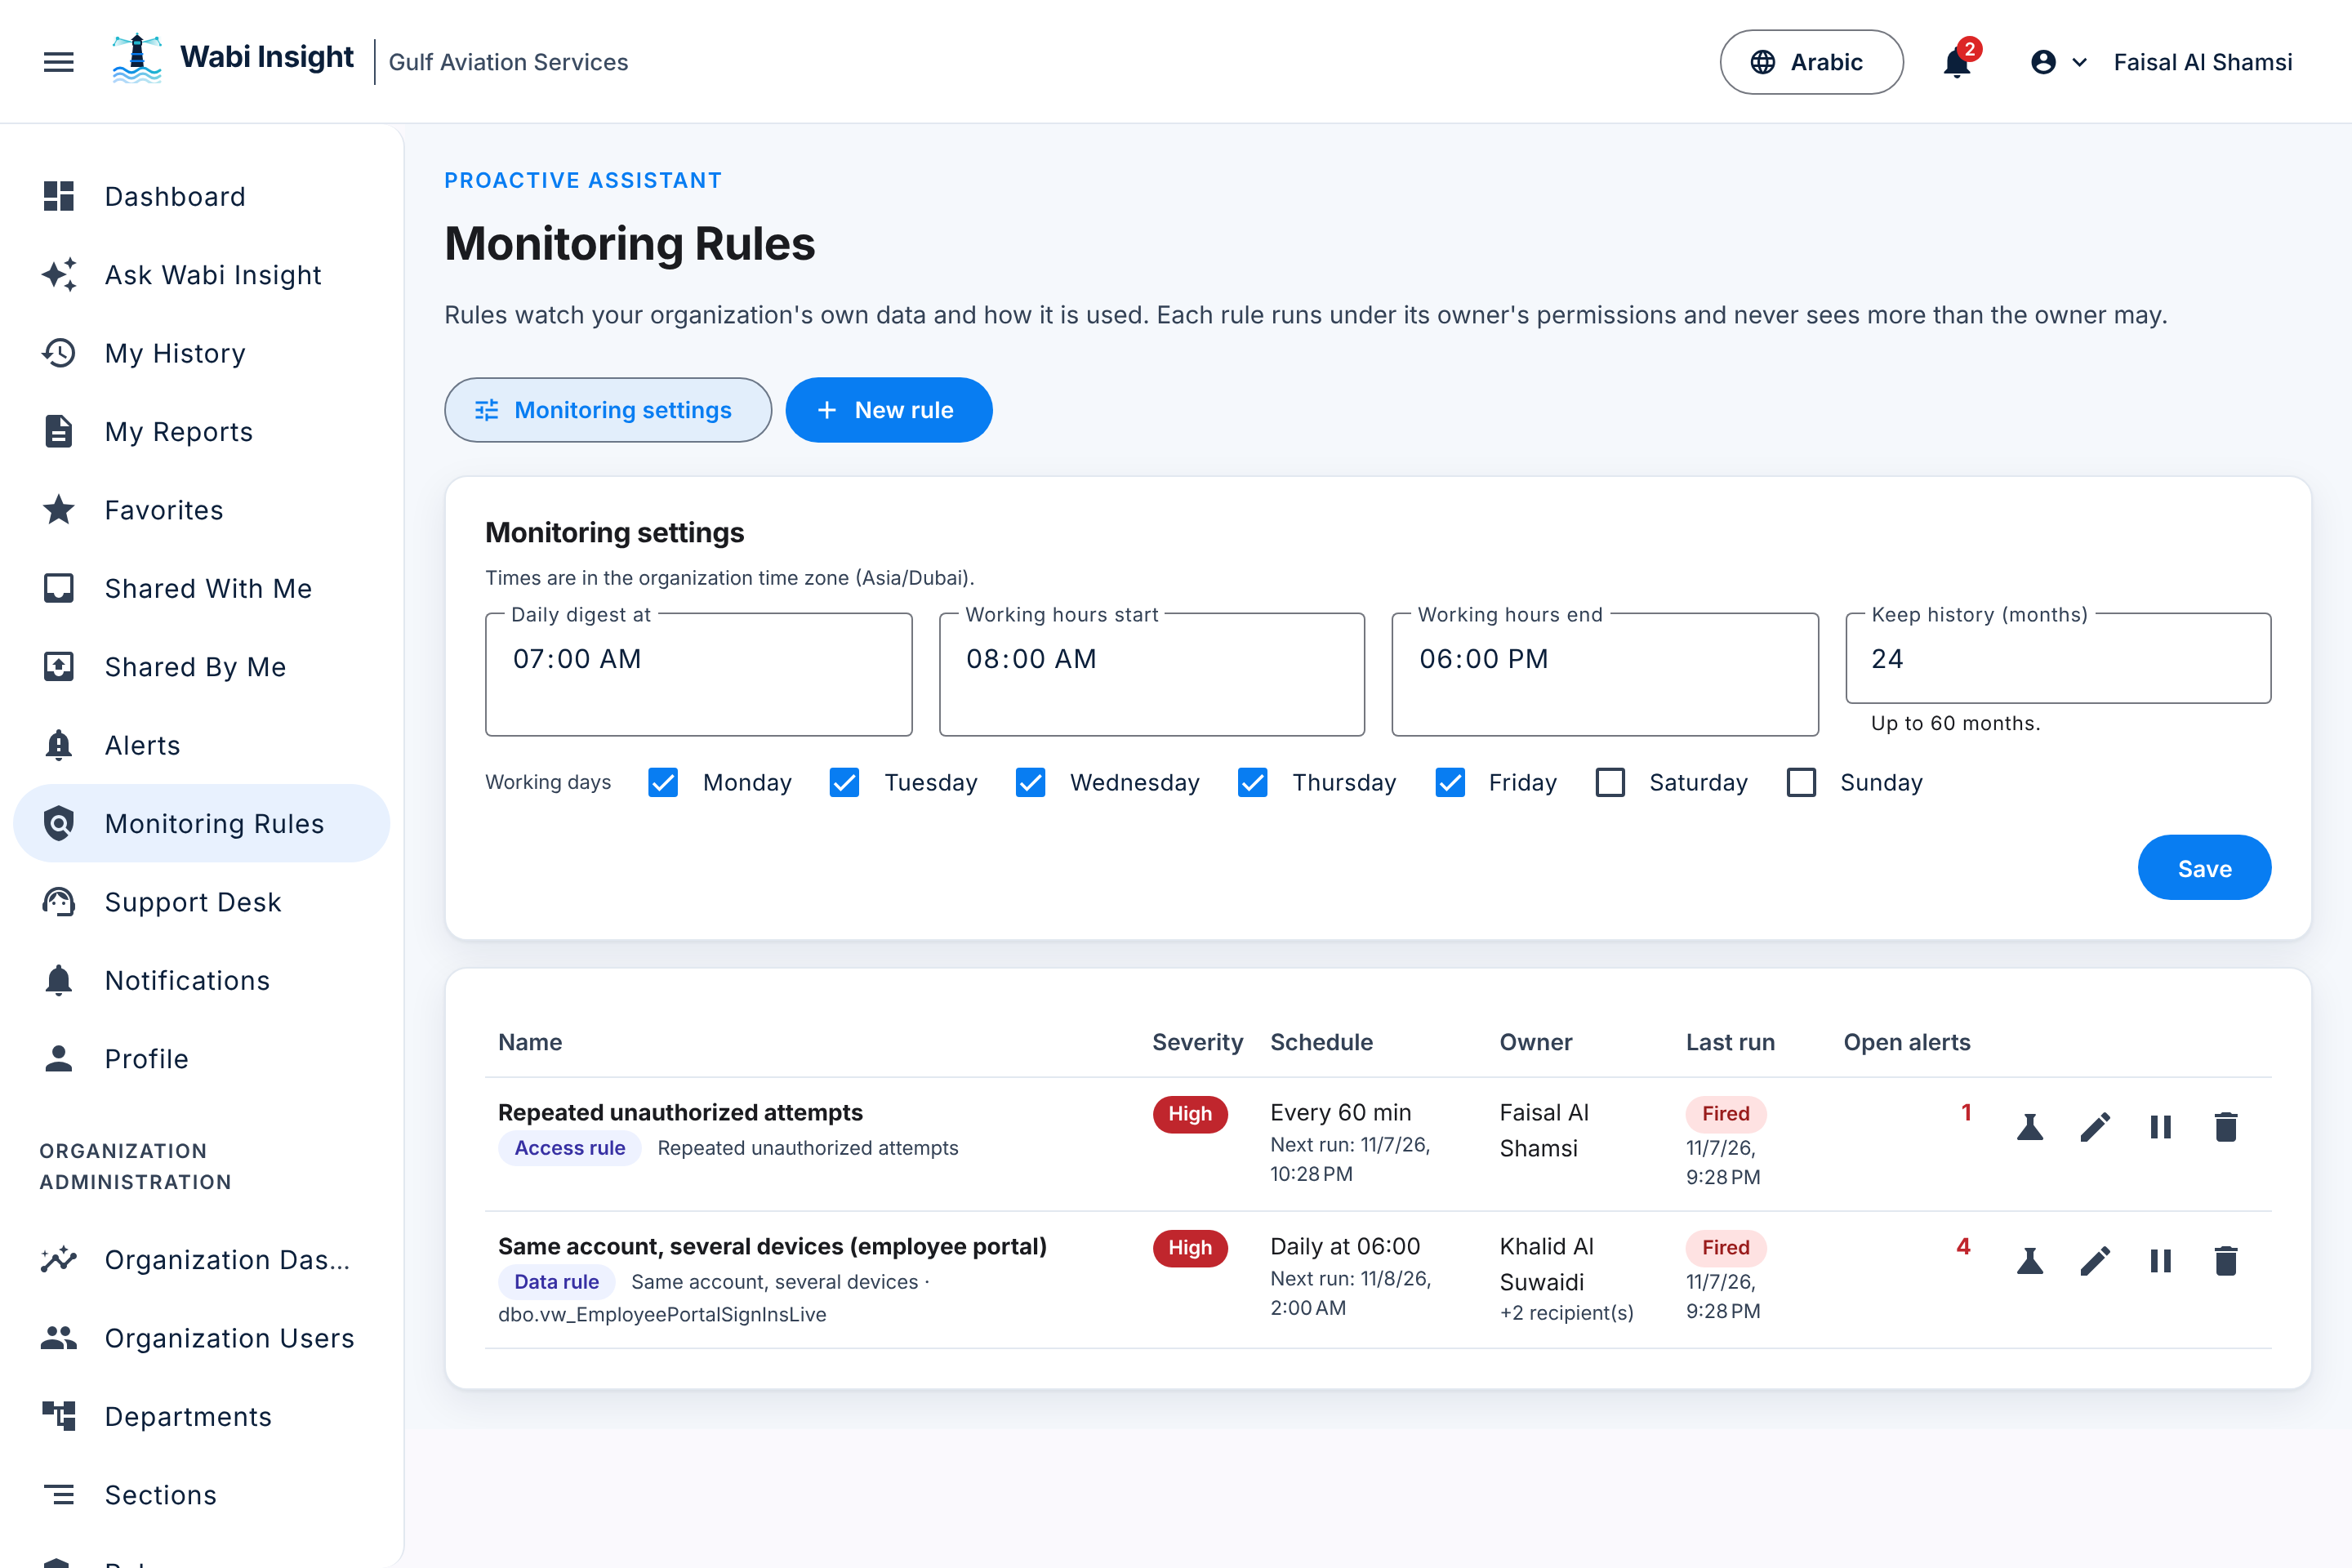 Wabi Insight
Gulf Aviation Services
Arabic
2
Faisal Al Shamsi
Dashboard
Ask Wabi Insight
My History
My Reports
Favorites
Shared With Me
Shared By Me
Alerts
Monitoring Rules
Support Desk
Notifications
Profile
ORGANIZATION
ADMINISTRATION
Organization Das...
Organization Users
Departments
Sections
PROACTIVE ASSISTANT
Monitoring Rules
Rules watch your organization's own data and how it is used. Each rule runs under its owner's permissions and never sees more than the owner may.
Monitoring settings
New rule
Monitoring settings
Times are in the organization time zone (Asia/Dubai).
Daily digest at
07:00 AM
Working hours start
08:00 AM
Working hours end
06:00 PM
Keep history (months)
24
Up to 60 months.
Working days Monday Tuesday Wednesday Thursday Friday Saturday Sunday
Save
Name Severity Schedule Owner Last run Open alerts
Repeated unauthorized attempts
Access rule Repeated unauthorized attempts
High
Every 60 min
Next run: 11/7/26,
10:28 PM
Faisal Al
Shamsi
Fired
11/7/26,
9:28 PM
1
Same account, several devices (employee portal)
Data rule Same account, several devices ·
dbo.vw_EmployeePortalSignInsLive
High
Daily at 06:00
Next run: 11/8/26,
2:00 AM
Khalid Al
Suwaidi
+2 recipient(s)
Fired
11/7/26,
9:28 PM
4